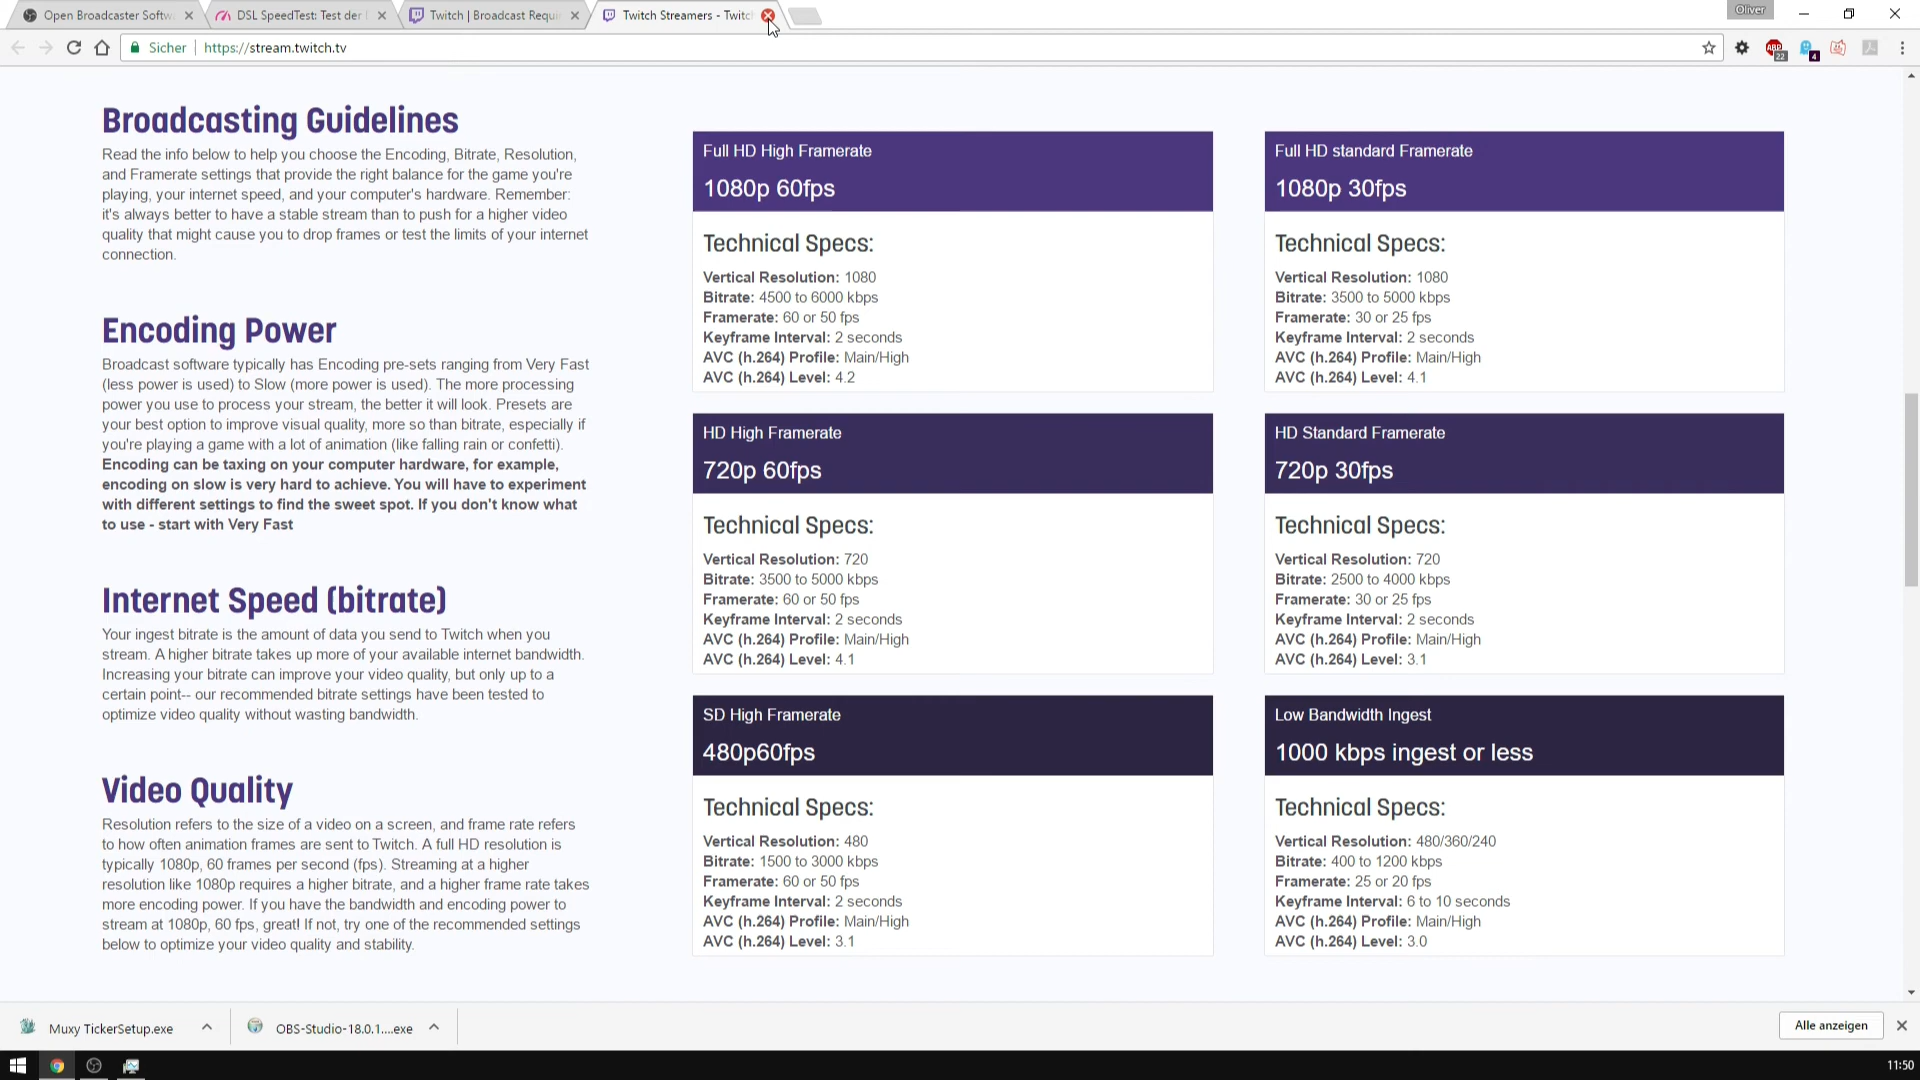 Open Broadcaster Softw
DSL SpeedTest: Test der
Twitch | Broadcast Requi
Twitch Streamers - Twitc
Oliver
Sicher
https://stream.twitch.tv
ABP
22
4
Broadcasting Guidelines
Read the info below to help you choose the Encoding, Bitrate, Resolution,
and Framerate settings that provide the right balance for the game you're
playing, your internet speed, and your computer's hardware. Remember:
it's always better to have a stable stream than to push for a higher video
quality that might cause you to drop frames or test the limits of your internet
connection.
Encoding Power
Broadcast software typically has Encoding pre-sets ranging from Very Fast
(less power is used) to Slow (more power is used). The more processing
power you use to process your stream, the better it will look. Presets are
your best option to improve visual quality, more so than bitrate, especially if
you're playing a game with a lot of animation (like falling rain or confetti).
Encoding can be taxing on your computer hardware, for example,
encoding on slow is very hard to achieve. You will have to experiment
with different settings to find the sweet spot. If you don't know what
to use - start with Very Fast
Internet Speed (bitrate)
Your ingest bitrate is the amount of data you send to Twitch when you
stream. A higher bitrate takes up more of your available internet bandwidth.
Increasing your bitrate can improve your video quality, but only up to a
certain point-- our recommended bitrate settings have been tested to
optimize video quality without wasting bandwidth.
Video Quality
Resolution refers to the size of a video on a screen, and frame rate refers
to how often animation frames are sent to Twitch. A full HD resolution is
typically 1080p, 60 frames per second (fps). Streaming at a higher
resolution like 1080p requires a higher bitrate, and a higher frame rate takes
more encoding power. If you have the bandwidth and encoding power to
stream at 1080p, 60 fps, great! If not, try one of the recommended settings
below to optimize your video quality and stability.
Full HD High Framerate
1080p 60fps
Technical Specs:
Vertical Resolution: 1080
Bitrate: 4500 to 6000 kbps
Framerate: 60 or 50 fps
Keyframe Interval: 2 seconds
AVC (h.264) Profile: Main/High
AVC (h.264) Level: 4.2
Full HD standard Framerate
1080p 30fps
Technical Specs:
Vertical Resolution: 1080
Bitrate: 3500 to 5000 kbps
Framerate: 30 or 25 fps
Keyframe Interval: 2 seconds
AVC (h.264) Profile: Main/High
AVC (h.264) Level: 4.1
HD High Framerate
720p 60fps
Technical Specs:
Vertical Resolution: 720
Bitrate: 3500 to 5000 kbps
Framerate: 60 or 50 fps
Keyframe Interval: 2 seconds
AVC (h.264) Profile: Main/High
AVC (h.264) Level: 4.1
HD Standard Framerate
720p 30fps
Technical Specs:
Vertical Resolution: 720
Bitrate: 2500 to 4000 kbps
Framerate: 30 or 25 fps
Keyframe Interval: 2 seconds
AVC (h.264) Profile: Main/High
AVC (h.264) Level: 3.1
SD High Framerate
480p60fps
Technical Specs:
Vertical Resolution: 480
Bitrate: 1500 to 3000 kbps
Framerate: 60 or 50 fps
Keyframe Interval: 2 seconds
AVC (h.264) Profile: Main/High
AVC (h.264) Level: 3.1
Low Bandwidth Ingest
1000 kbps ingest or less
Technical Specs:
Vertical Resolution: 480/360/240
Bitrate: 400 to 1200 kbps
Framerate: 25 or 20 fps
Keyframe Interval: 6 to 10 seconds
AVC (h.264) Profile: Main/High
AVC (h.264) Level: 3.0
Muxy TickerSetup.exe
OBS-Studio-18.0.1....exe
Alle anzeigen
11:50